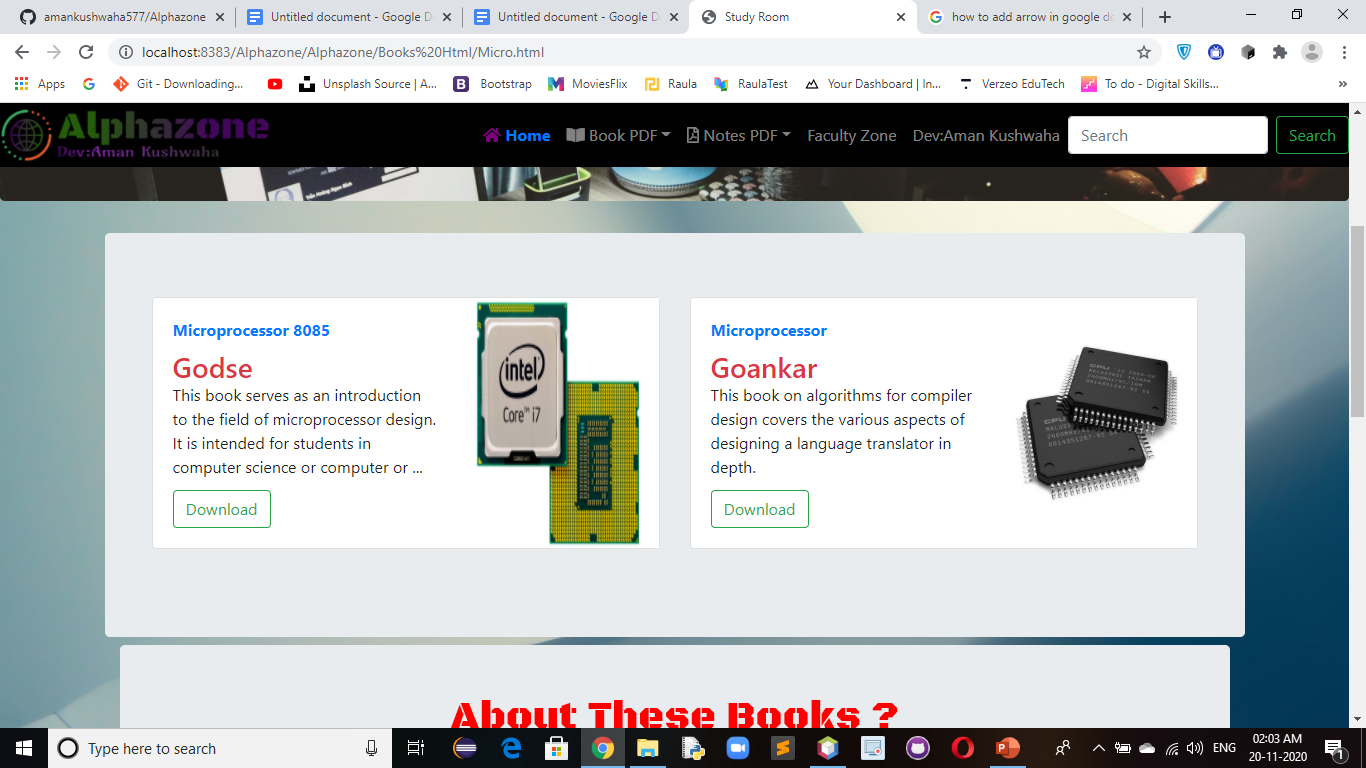 amankushwaha577/Alphazone
Untitled document - Google D
Untitled document - Google D
Study Room
how to add arrow in google do
localhost:8383/Alphazone/Alphazone/Books%20Html/Micro.html
Apps
Git - Downloading...
Unsplash Source | A...
Bootstrap
MoviesFlix
Raula
RaulaTest
Your Dashboard | In...
Verzeo EduTech
To do - Digital Skills...
»
Alphazone
Dev:Aman Kushwaha
Home
Book PDF
Notes PDF
Faculty Zone
Dev:Aman Kushwaha
Search
Search
Microprocessor 8085
Godse
This book serves as an introduction
to the field of microprocessor design.
It is intended for students in
computer science or computer or ...
Download
intel
Core™ i7
Microprocessor
Goankar
This book on algorithms for compiler
design covers the various aspects of
designing a language translator in
depth.
Download
CPU
CPU
About These Books ?
Type here to search
ENG
02:03 AM
20-11-2020
1